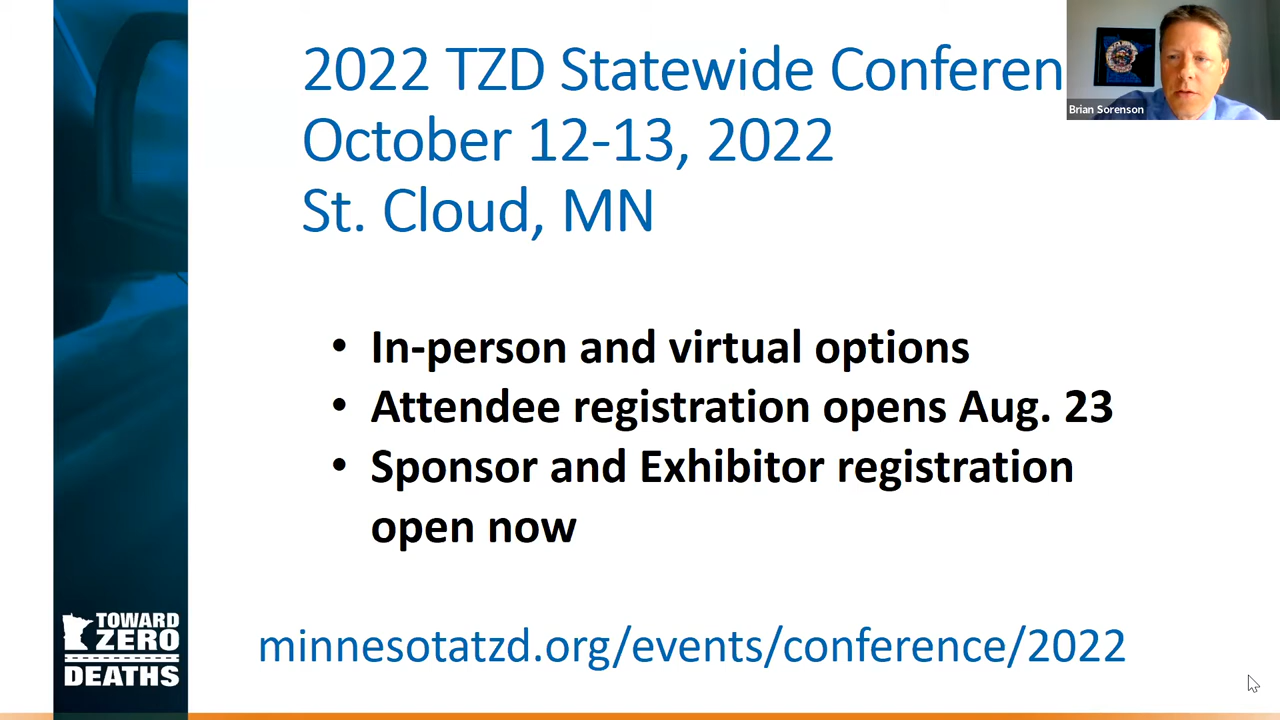 2022 TZD Statewide Conferen
October 12-13, 2022
St. Cloud, MN
Brian Sorenson
• In-person and virtual options
• Attendee registration opens Aug. 23
• Sponsor and Exhibitor registration
open now
TOWARD
ZERO
DEATHS
minnesotatzd.org/events/conference/2022